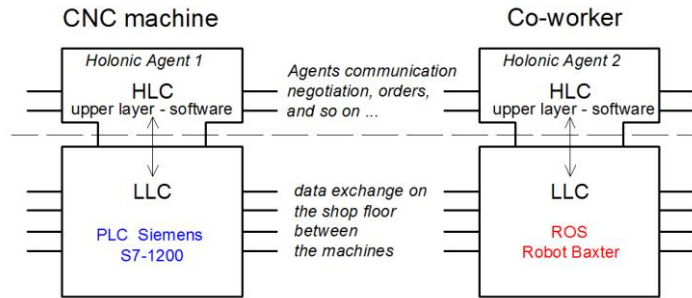 CNC machine
Co-worker
Holonic Agent 1
HLC
upper layer - software
Agents communication
negotiation, orders,
and so on ...
Holonic Agent 2
HLC
upper layer - software
LLC
PLC Siemens
S7-1200
data exchange on
the shop floor
between
the machines
LLC
ROS
Robot Baxter